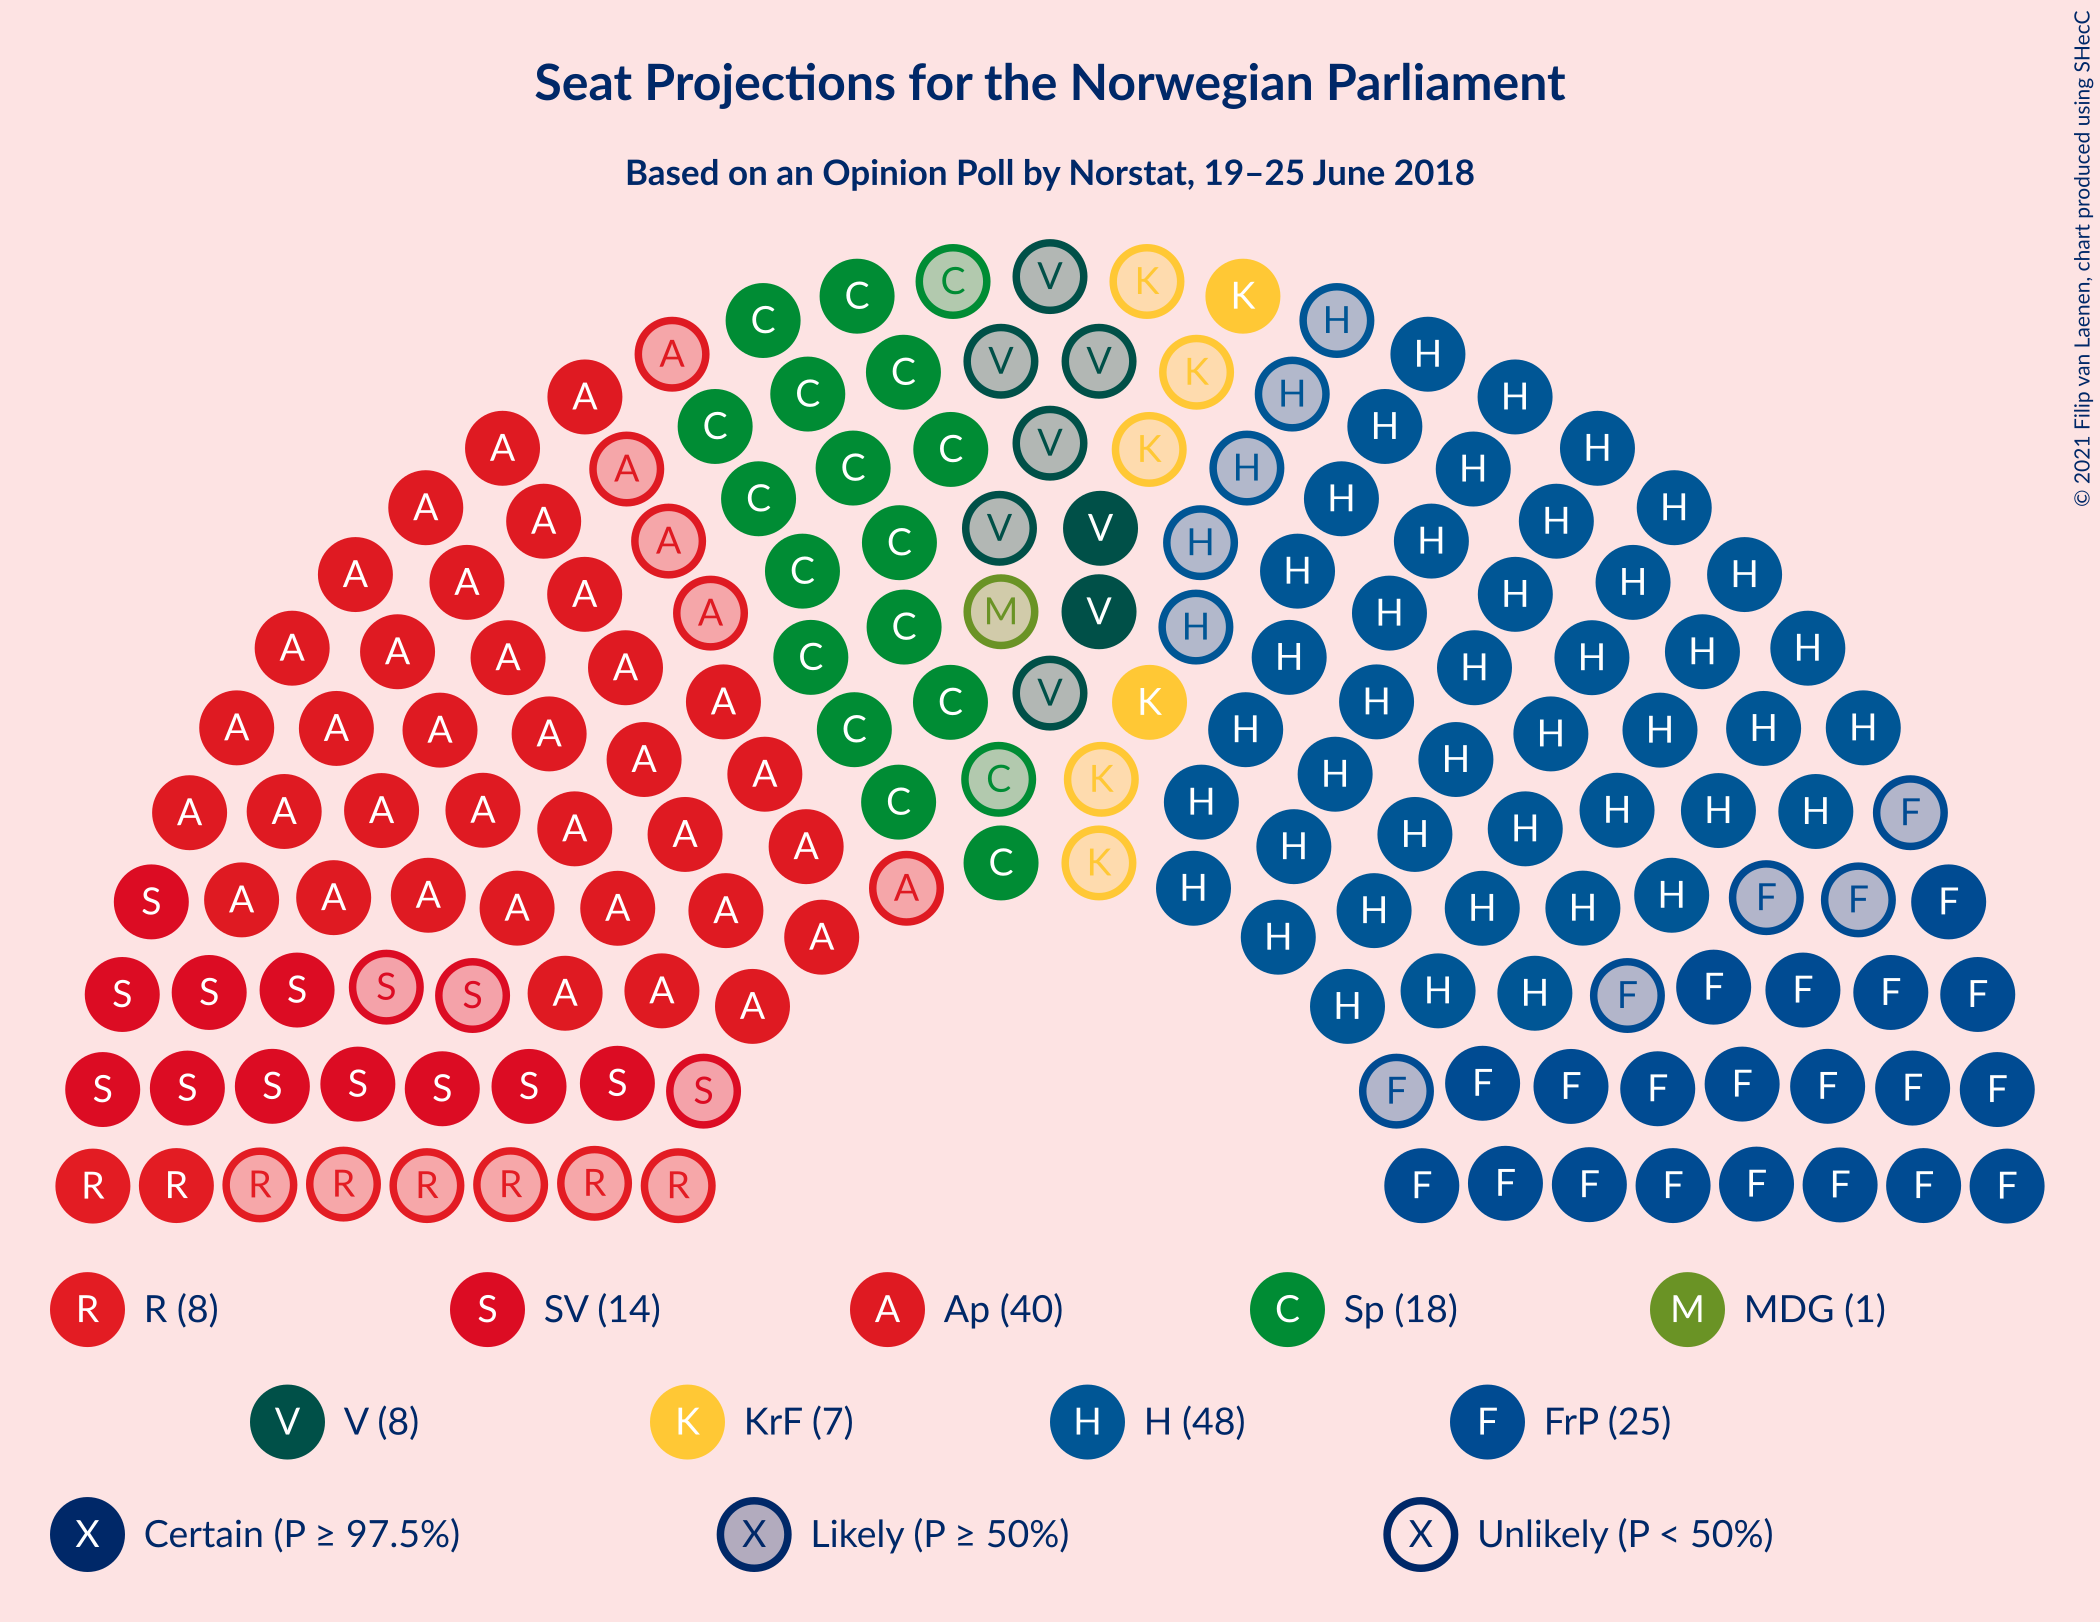 Seat Projections for the Norwegian Parliament
Based on an Opinion Poll by Norstat, 19–25 June 2018
© 2021 Filip van Laenen, chart produced using SHecC
C C V K K
C H
A C V V K H
A C H H
A C C V K H H
A C H H
A A C H H H
A C V V H H
A A A C H H H H
A C M V H H
A A A A C H H H H H
A C V K H
A A A A C H H H H H
A A C K H H
A A A A A A C H H H H H H F
A C K H
S A A A A A A A H H H H H F F F
A H
S S S S S A A A H H H F F F F F
S S S S S S S S F F F F F F F F
R R R R R R R R F F F F F F F F
R R (8) S SV (14) A Ap (40) C Sp (18) M MDG (1)
V V (8) K KrF (7) H H (48) F FrP (25)
X Certain (P ≥ 97.5%) X Likely (P ≥ 50%) X Unlikely (P < 50%)